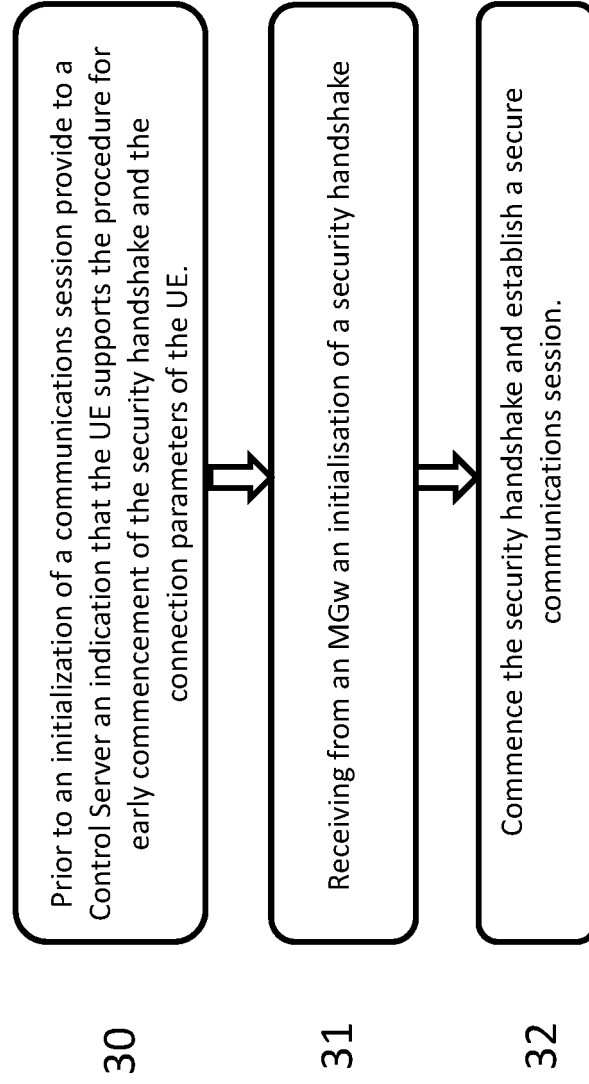 30
Prior to an initialization of a communications session provide to a
Control Server an indication that the UE supports the procedure for
early commencement of the security handshake and the
connection parameters of the UE.
31
Receiving from an MGw an initialisation of a security handshake
32
Commence the security handshake and establish a secure
communications session.